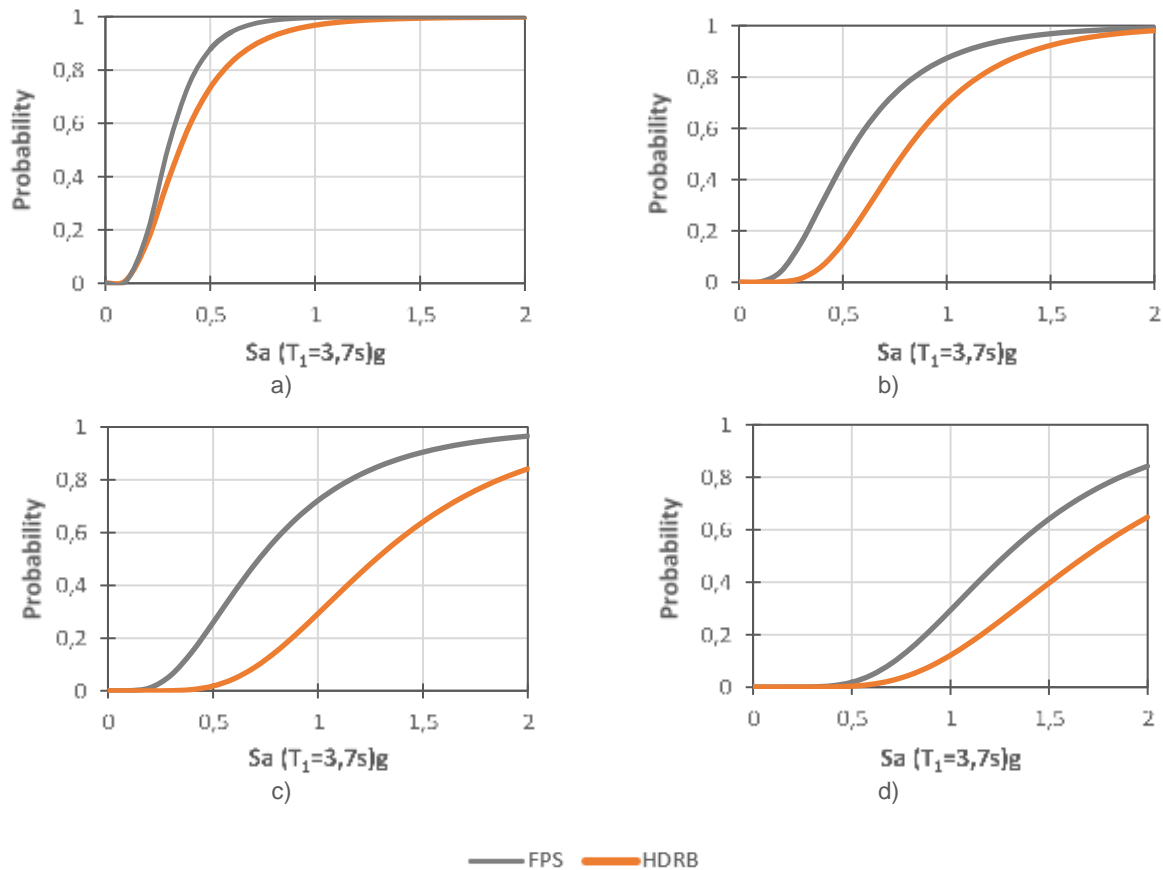 1
0,8
0,6
0,4
0,2
0
Probability
0 0,5 1 1,5 2
Sa (T₁=3,7s)g
a)
1
0,8
0,6
0,4
0,2
0
Probability
0 0,5 1 1,5 2
Sa (T₁=3,7s)g
b)
1
0,8
0,6
0,4
0,2
0
Probability
0 0,5 1 1,5 2
Sa (T₁=3,7s)g
c)
1
0,8
0,6
0,4
0,2
0
Probability
0 0,5 1 1,5 2
Sa (T₁=3,7s)g
d)
FPS HDRB